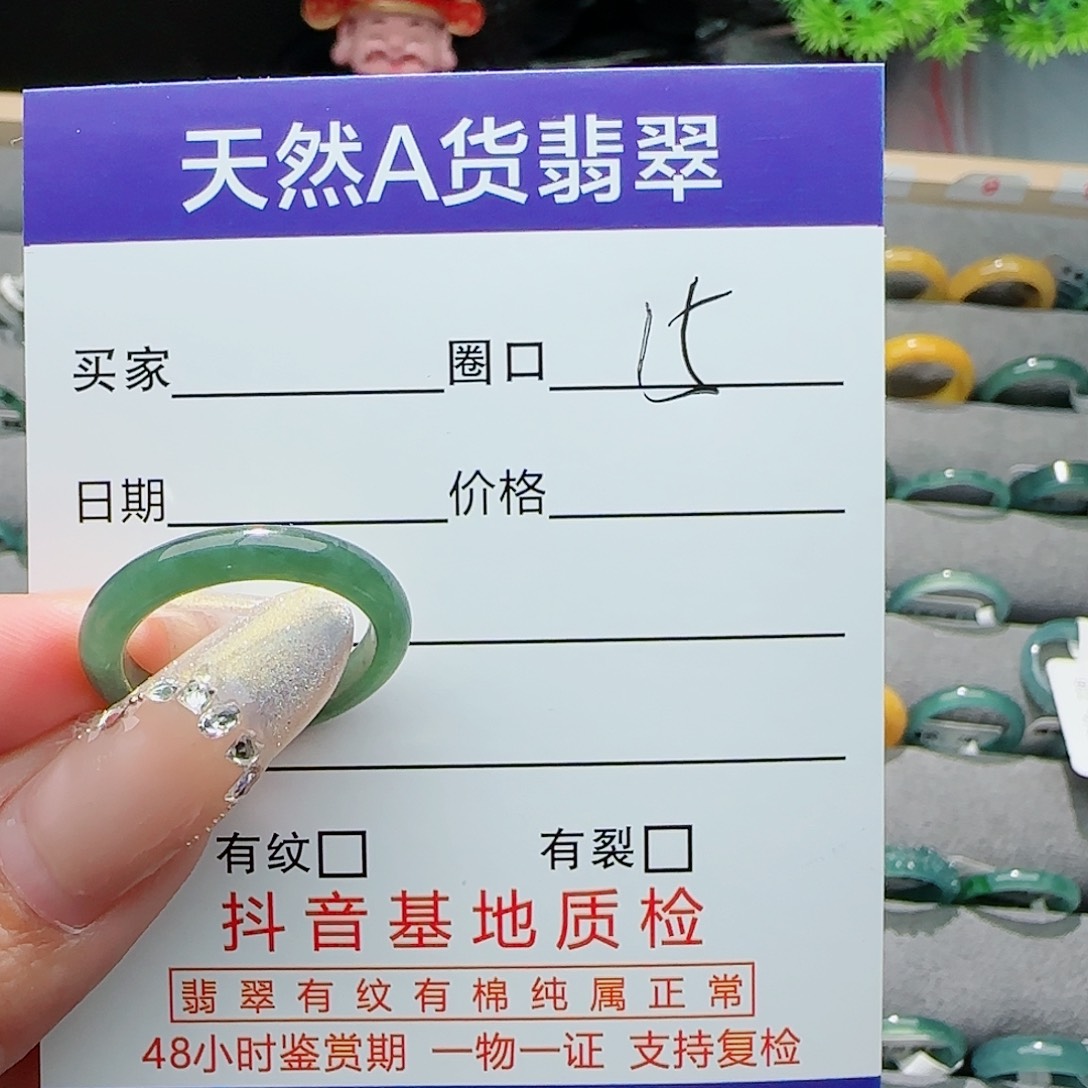 天然A货翡翠
买家 圈口 15
日期 价格
有纹 有裂
抖音基地质检
翡翠有纹有棉纯属正常
48小时鉴赏期 一物一证 支持复检